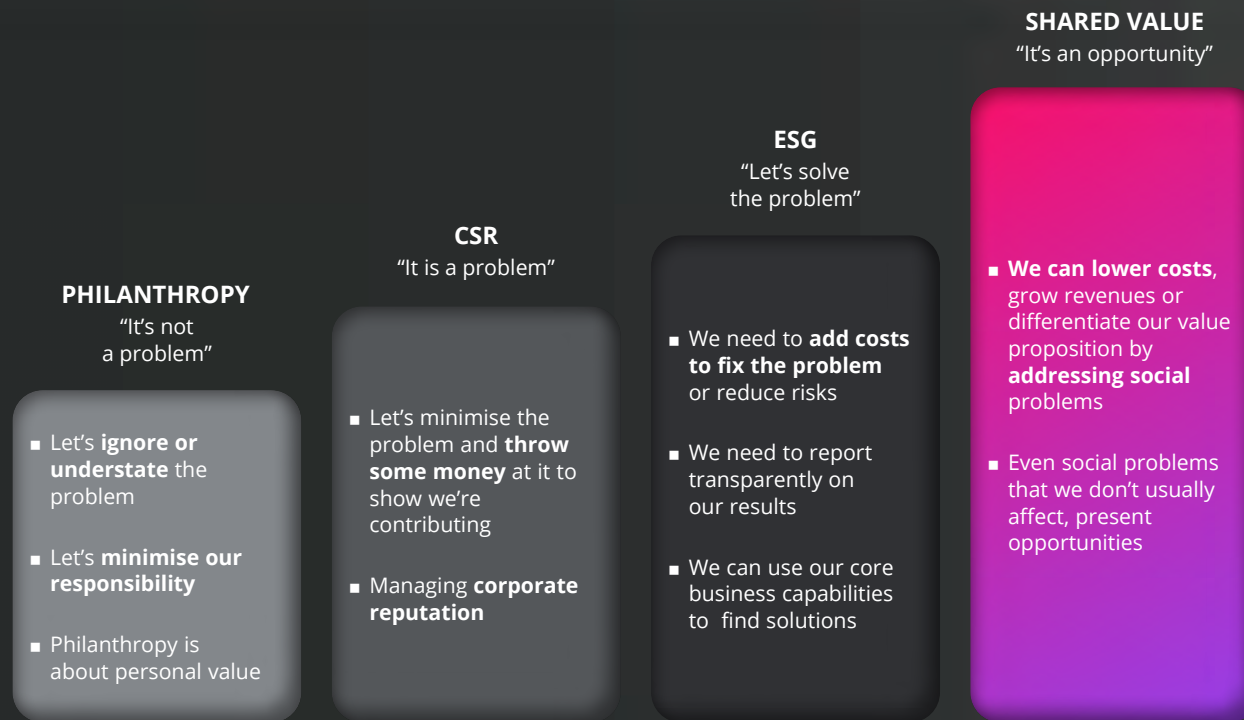 PHILANTHROPY
“It’s not
a problem”
■ Let’s ignore or
understate the
problem
■ Let’s minimise our
responsibility
■ Philanthropy is
about personal value
CSR
“It is a problem”
■ Let’s minimise the
problem and throw
some money at it to
show we’re
contributing
■ Managing corporate
reputation
ESG
“Let’s solve
the problem”
■ We need to add costs
to fix the problem
or reduce risks
■ We need to report
transparently on
our results
■ We can use our core
business capabilities
to find solutions
SHARED VALUE
“It’s an opportunity”
■ We can lower costs,
grow revenues or
differentiate our value
proposition by
addressing social
problems
■ Even social problems
that we don’t usually
affect, present
opportunities